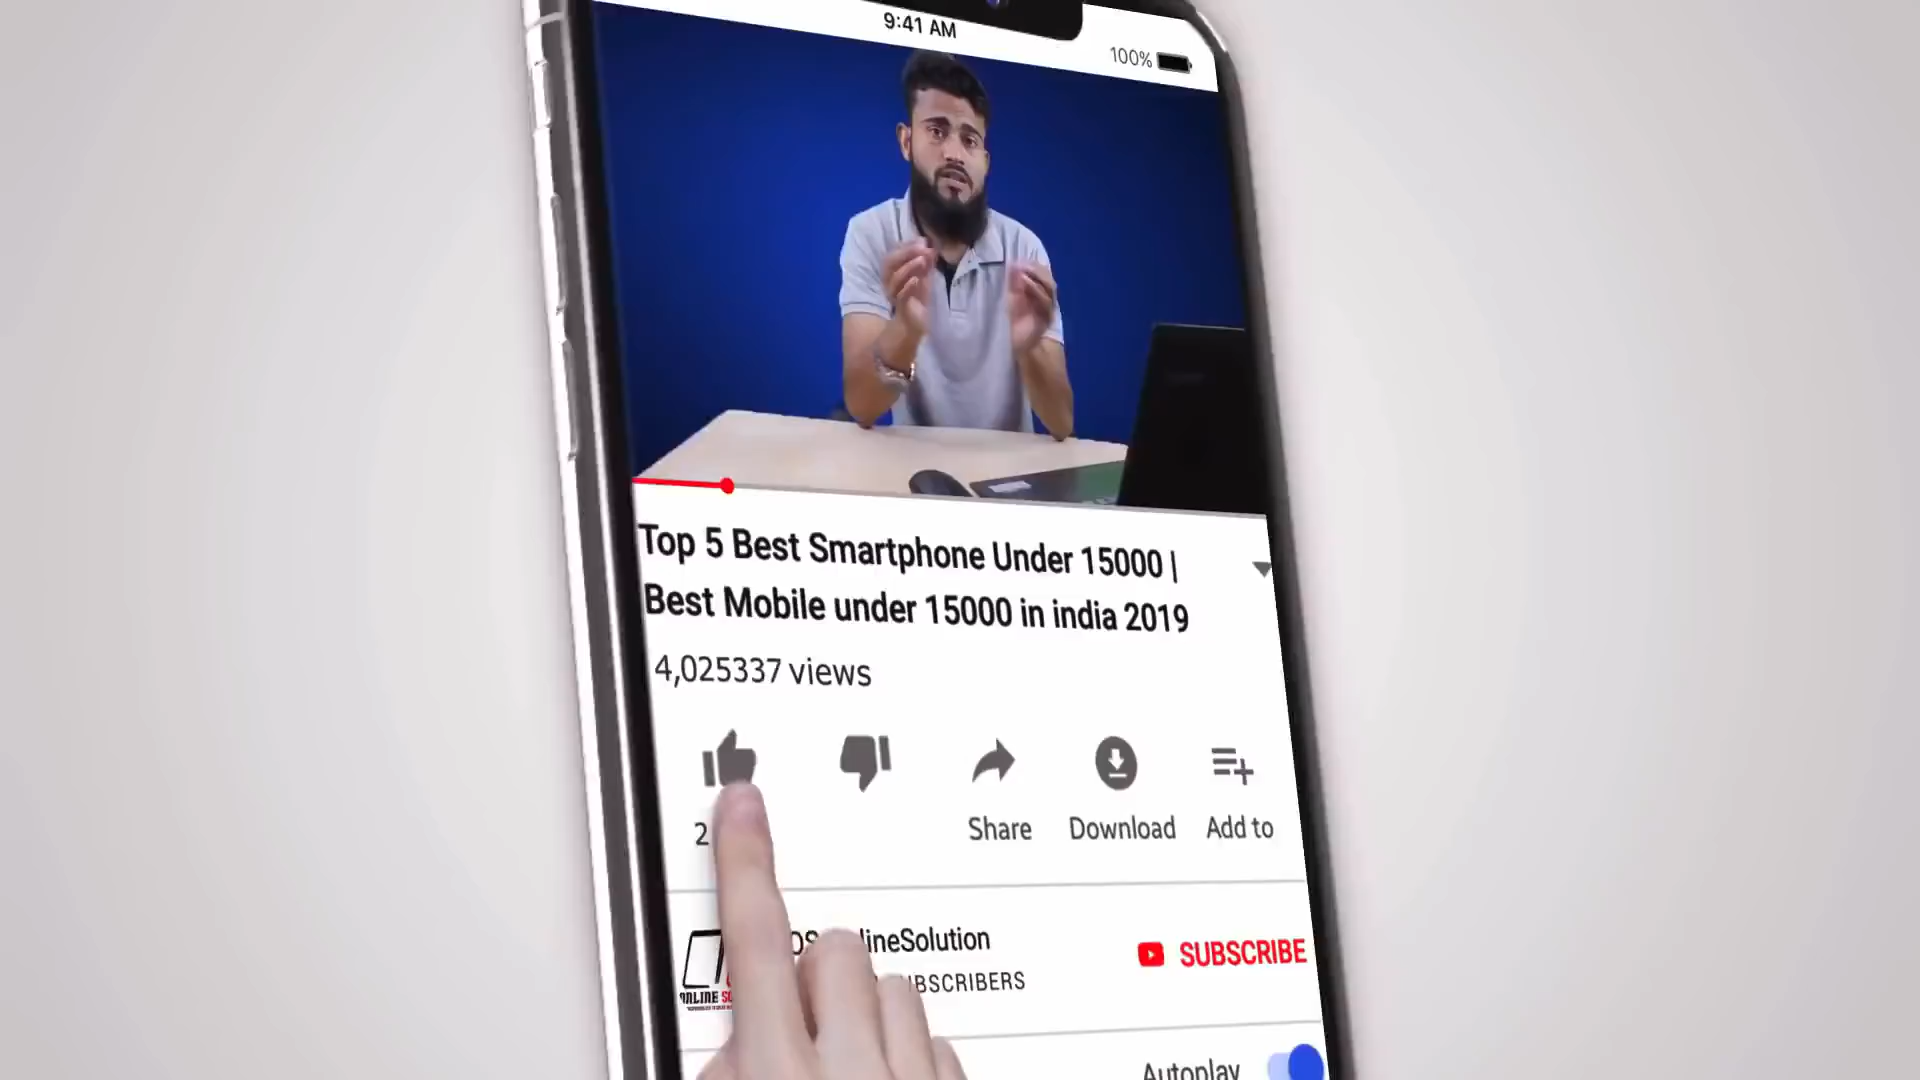 9:41 AM
100%
Top 5 Best Smartphone Under 15000 |
Best Mobile under 15000 in india 2019
4,025337 views
2
Share
Download
Add to
SUBSCRIBE
Autoplay